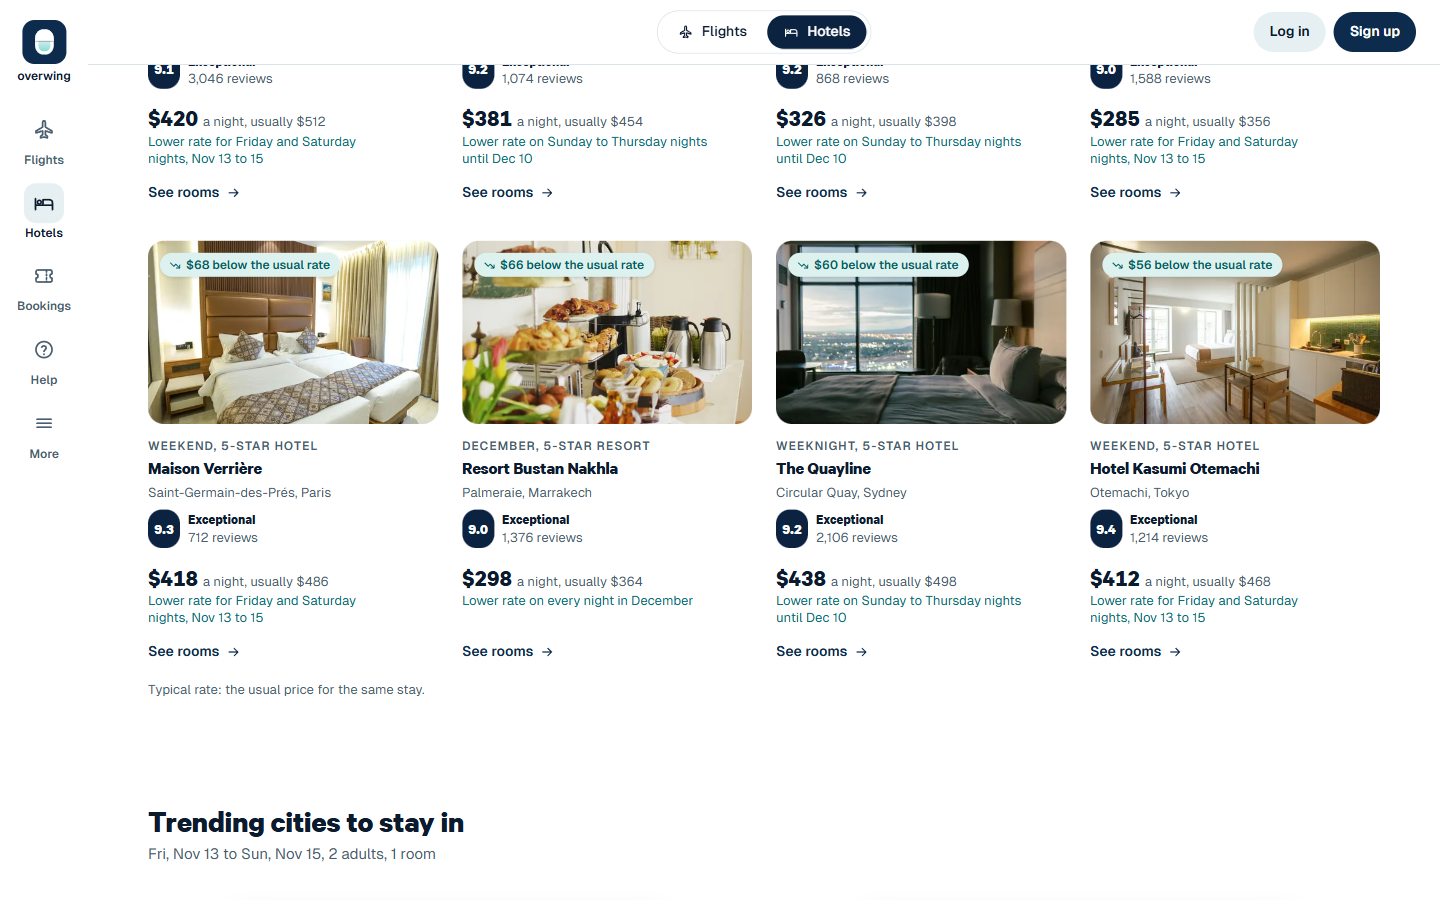 overwing
Flights
Hotels
Bookings
Help
More
Flights
Hotels
Log in
Sign up
9.1
3,046 reviews
$420 a night, usually $512
Lower rate for Friday and Saturday
nights, Nov 13 to 15
See rooms →
9.2
1,074 reviews
$381 a night, usually $454
Lower rate on Sunday to Thursday nights
until Dec 10
See rooms →
9.2
868 reviews
$326 a night, usually $398
Lower rate on Sunday to Thursday nights
until Dec 10
See rooms →
9.0
1,588 reviews
$285 a night, usually $356
Lower rate for Friday and Saturday
nights, Nov 13 to 15
See rooms →
$68 below the usual rate
WEEKEND, 5-STAR HOTEL
Maison Verrière
Saint-Germain-des-Prés, Paris
9.3
Exceptional
712 reviews
$418 a night, usually $486
Lower rate for Friday and Saturday
nights, Nov 13 to 15
See rooms →
$66 below the usual rate
DECEMBER, 5-STAR RESORT
Resort Bustan Nakhla
Palmeraie, Marrakech
9.0
Exceptional
1,376 reviews
$298 a night, usually $364
Lower rate on every night in December
See rooms →
$60 below the usual rate
WEEKNIGHT, 5-STAR HOTEL
The Quayline
Circular Quay, Sydney
9.2
Exceptional
2,106 reviews
$438 a night, usually $498
Lower rate on Sunday to Thursday nights
until Dec 10
See rooms →
$56 below the usual rate
WEEKEND, 5-STAR HOTEL
Hotel Kasumi Otemachi
Otemachi, Tokyo
9.4
Exceptional
1,214 reviews
$412 a night, usually $468
Lower rate for Friday and Saturday
nights, Nov 13 to 15
See rooms →
Typical rate: the usual price for the same stay.
Trending cities to stay in
Fri, Nov 13 to Sun, Nov 15, 2 adults, 1 room